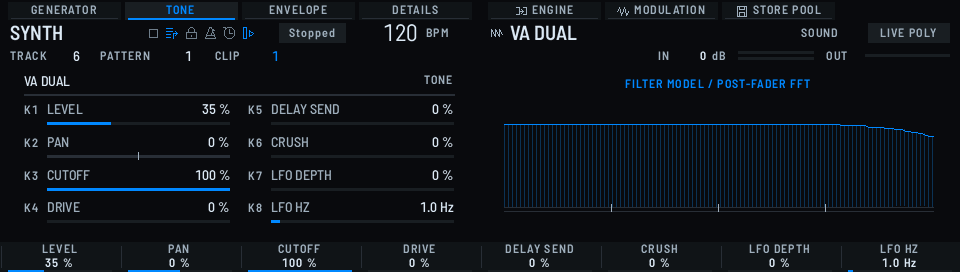 GENERATOR TONE ENVELOPE DETAILS ENGINE MODULATION STORE POOL
SYNTH Stopped 120 BPM VA DUAL SOUND LIVE POLY
TRACK 6 PATTERN 1 CLIP 1 IN 0 dB OUT
VA DUAL TONE
FILTER MODEL / POST-FADER FFT
K1 LEVEL 35 % K5 DELAY SEND 0 %
K2 PAN 0 % K6 CRUSH 0 %
K3 CUTOFF 100 % K7 LFO DEPTH 0 %
K4 DRIVE 0 % K8 LFO HZ 1.0 Hz
LEVEL PAN CUTOFF DRIVE DELAY SEND CRUSH LFO DEPTH LFO HZ
35 % 0 % 100 % 0 % 0 % 0 % 0 % 1.0 Hz